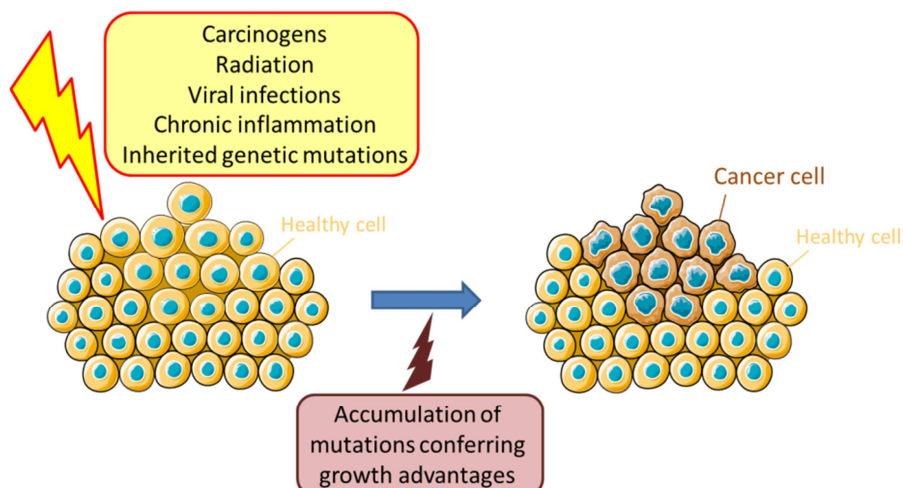 Carcinogens
Radiation
Viral infections
Chronic inflammation
Inherited genetic mutations
Healthy cell
Cancer cell
Healthy cell
Accumulation of
mutations conferring
growth advantages